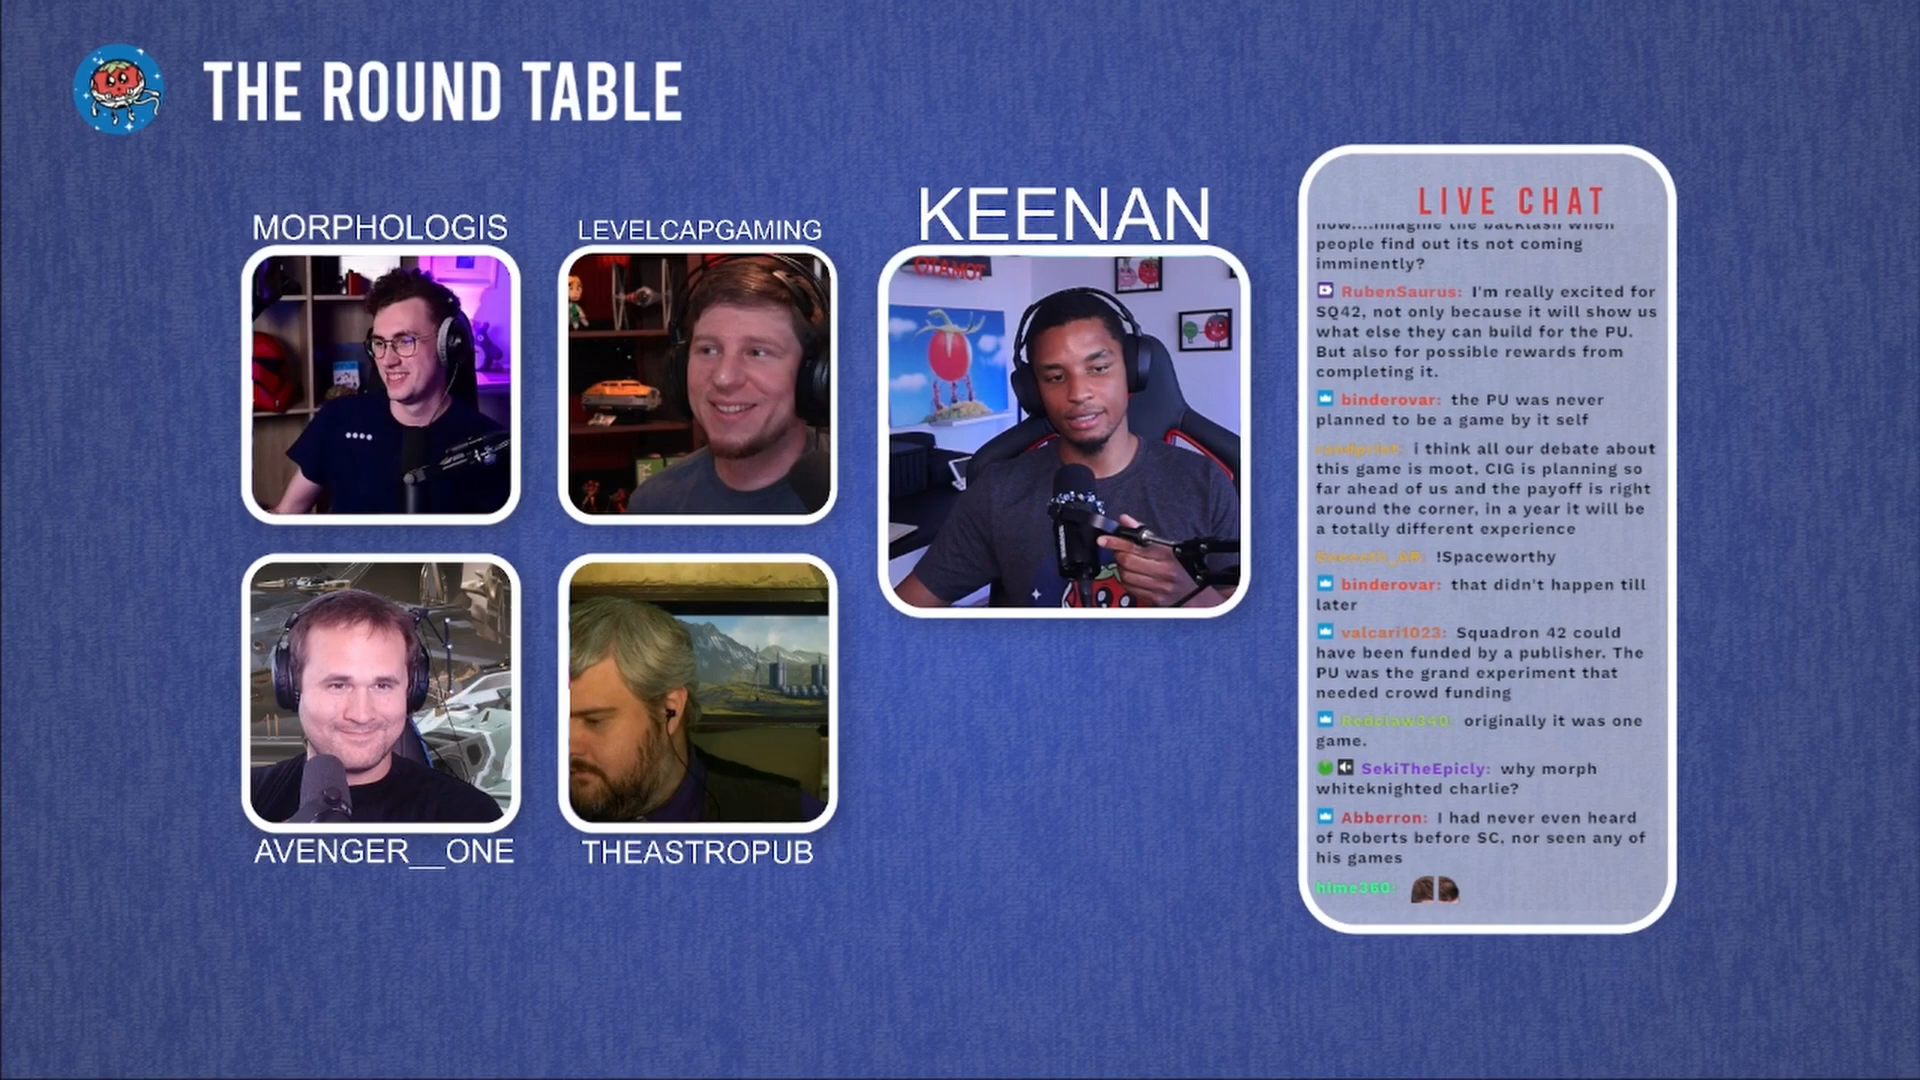 THE ROUND TABLE
MORPHOLOGIS
LEVELCAPGAMING
KEENAN
AVENGER__ONE
THEASTROPUB
LIVE CHAT
now....imagine the backlash when
people find out its not coming
imminently?
RubenSaurus: I'm really excited for
SQ42, not only because it will show us
what else they can build for the PU.
But also for possible rewards from
completing it.
binderovar: the PU was never
planned to be a game by it self
i think all our debate about
this game is moot, CIG is planning so
far ahead of us and the payoff is right
around the corner, in a year it will be
a totally different experience
!Spaceworthy
binderovar: that didn't happen till
later
valcari1023: Squadron 42 could
have been funded by a publisher. The
PU was the grand experiment that
needed crowd funding
Redclaw340: originally it was one
game.
SekiTheEpicly: why morph
whiteknighted charlie?
Abberron: I had never even heard
of Roberts before SC, nor seen any of
his games
hime360: